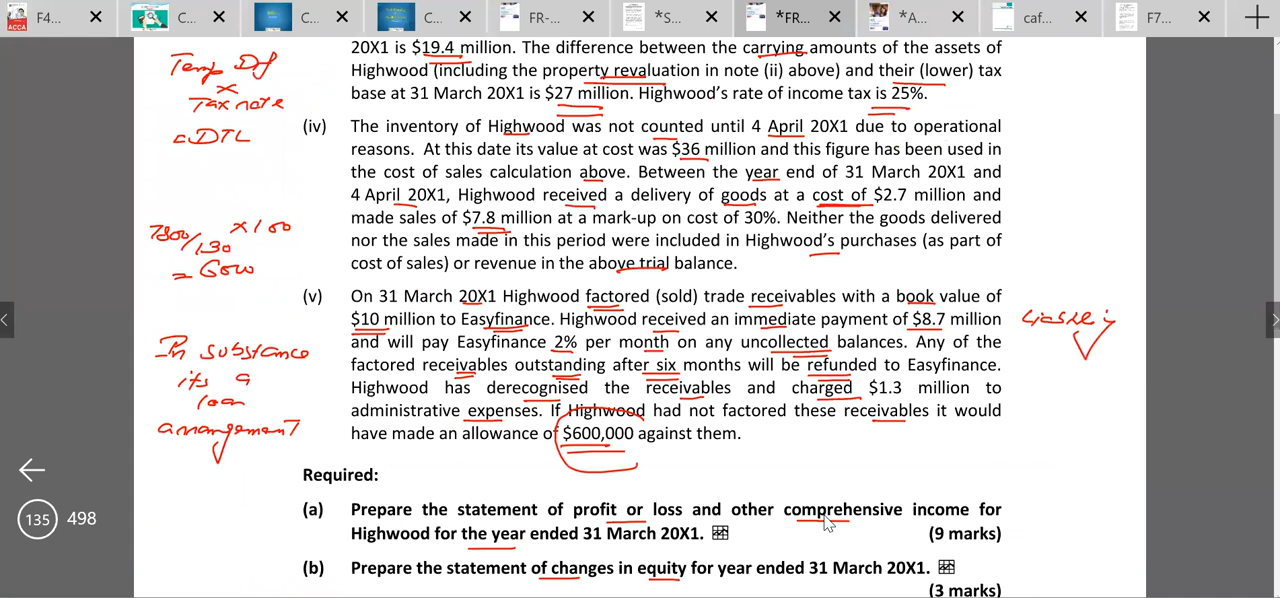 F4...
ACCA
C...
C...
C...
FR-...
*S...
*FR...
*A...
caf...
F7...
20X1 is $19.4 million. The difference between the carrying amounts of the assets of
Highwood (including the property revaluation in note (ii) above) and their (lower) tax
base at 31 March 20X1 is $27 million. Highwood's rate of income tax is 25%.
Temp Df
×
Tax note
= DTL
(iv) The inventory of Highwood was not counted until 4 April 20X1 due to operational
reasons. At this date its value at cost was $36 million and this figure has been used in
the cost of sales calculation above. Between the year end of 31 March 20X1 and
4 April 20X1, Highwood received a delivery of goods at a cost of $2.7 million and
made sales of $7.8 million at a mark-up on cost of 30%. Neither the goods delivered
nor the sales made in this period were included in Highwood's purchases (as part of
cost of sales) or revenue in the above trial balance.
7800/130 × 100
= 6000
(v) On 31 March 20X1 Highwood factored (sold) trade receivables with a book value of
$10 million to Easyfinance. Highwood received an immediate payment of $8.7 million
and will pay Easyfinance 2% per month on any uncollected balances. Any of the
factored receivables outstanding after six months will be refunded to Easyfinance.
Highwood has derecognised the receivables and charged $1.3 million to
administrative expenses. If Highwood had not factored these receivables it would
have made an allowance of $600,000 against them.
In substance
its a
loan
arrangement
Required:
(a) Prepare the statement of profit or loss and other comprehensive income for
Highwood for the year ended 31 March 20X1. (9 marks)
(b) Prepare the statement of changes in equity for year ended 31 March 20X1.
(3 marks)
135 498